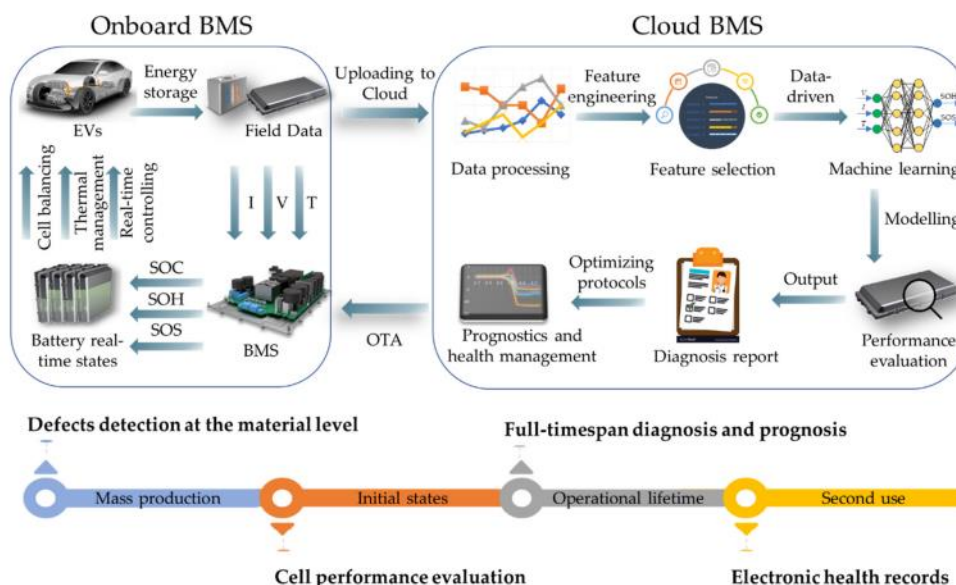 Onboard BMS
Cloud BMS
Energy
storage
EVs
Field Data
Uploading to
Cloud
Feature
engineering
Data-
driven
V
I
T
SOH
SOS
Data processing
Feature selection
Machine learning
Cell balancing
Thermal
management
Real-time
controlling
I
V
T
Modelling
SOC
SOH
SOS
Battery real-
time states
BMS
OTA
Optimizing
protocols
Output
Prognostics and
health management
Diagnosis report
Performance
evaluation
Defects detection at the material level
Full-timespan diagnosis and prognosis
Mass production
Initial states
Operational lifetime
Second use
Cell performance evaluation
Electronic health records